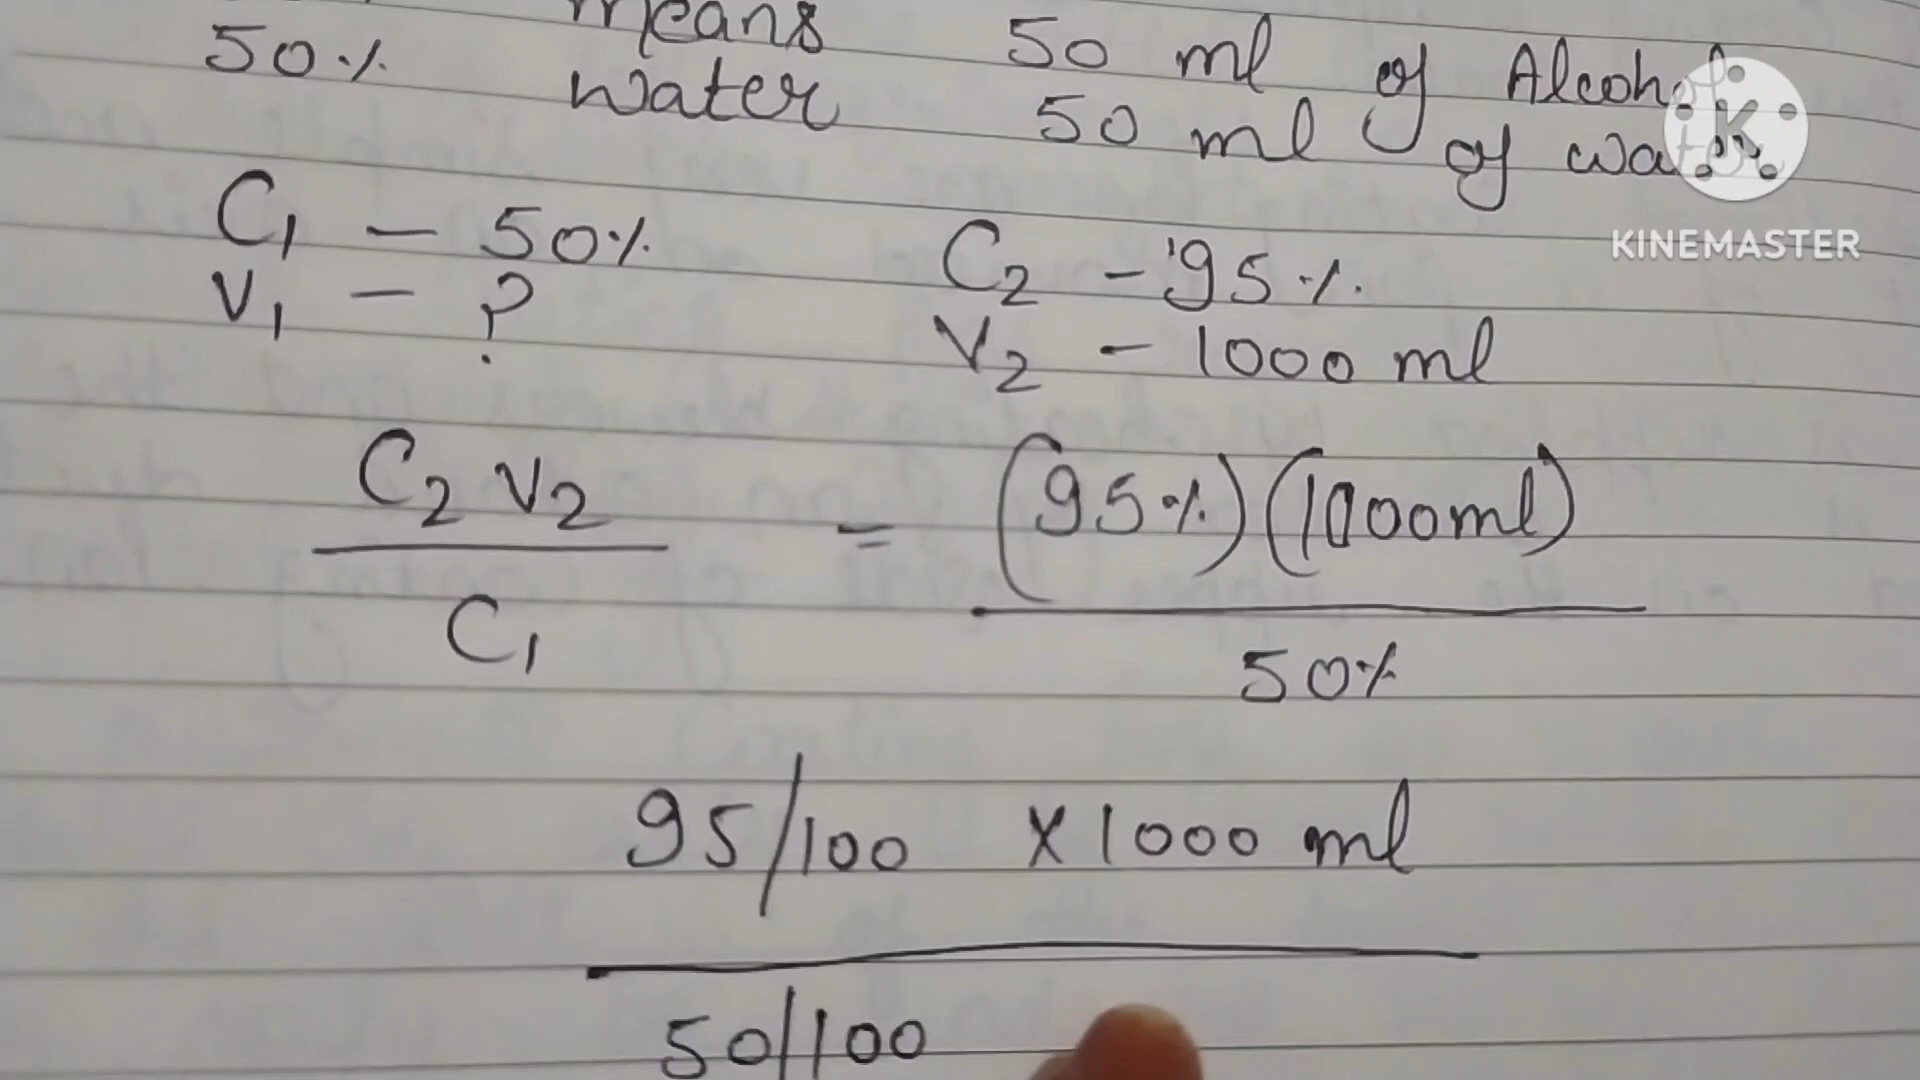 means 50 ml of Alcohol
50% water 50 ml of water
K
KINEMASTER
C1 - 50% C2 - 95%
V1 - ? V2 - 1000 ml
C2 V2 = (95%) (1000ml)
C1 50%
95/100 X 1000 ml
50/100